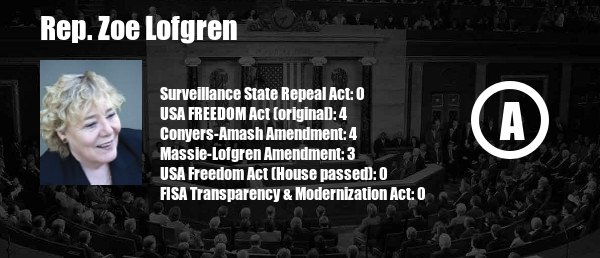 Rep. Zoe Lofgren
Surveillance State Repeal Act: 0
USA FREEDOM Act (original): 4
Conyers-Amash Amendment: 4
Massie-Lofgren Amendment: 3
USA Freedom Act (House passed): 0
FISA Transparency & Modernization Act: 0
A